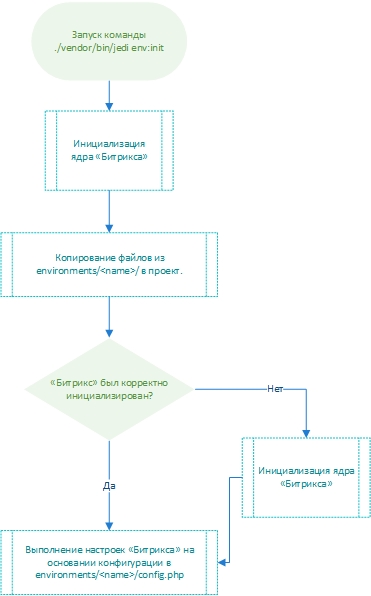 Запуск команды
./vendor/bin/jedi env:init
Инициализация
ядра «Битрикса»
Копирование файлов из
environments/<name>/ в проект.
«Битрикс» был корректно
инициализирован?
Нет
Инициализация ядра
«Битрикса»
Да
Выполнение настроек «Битрикса» на
основании конфигурации в
environments/<name>/config.php